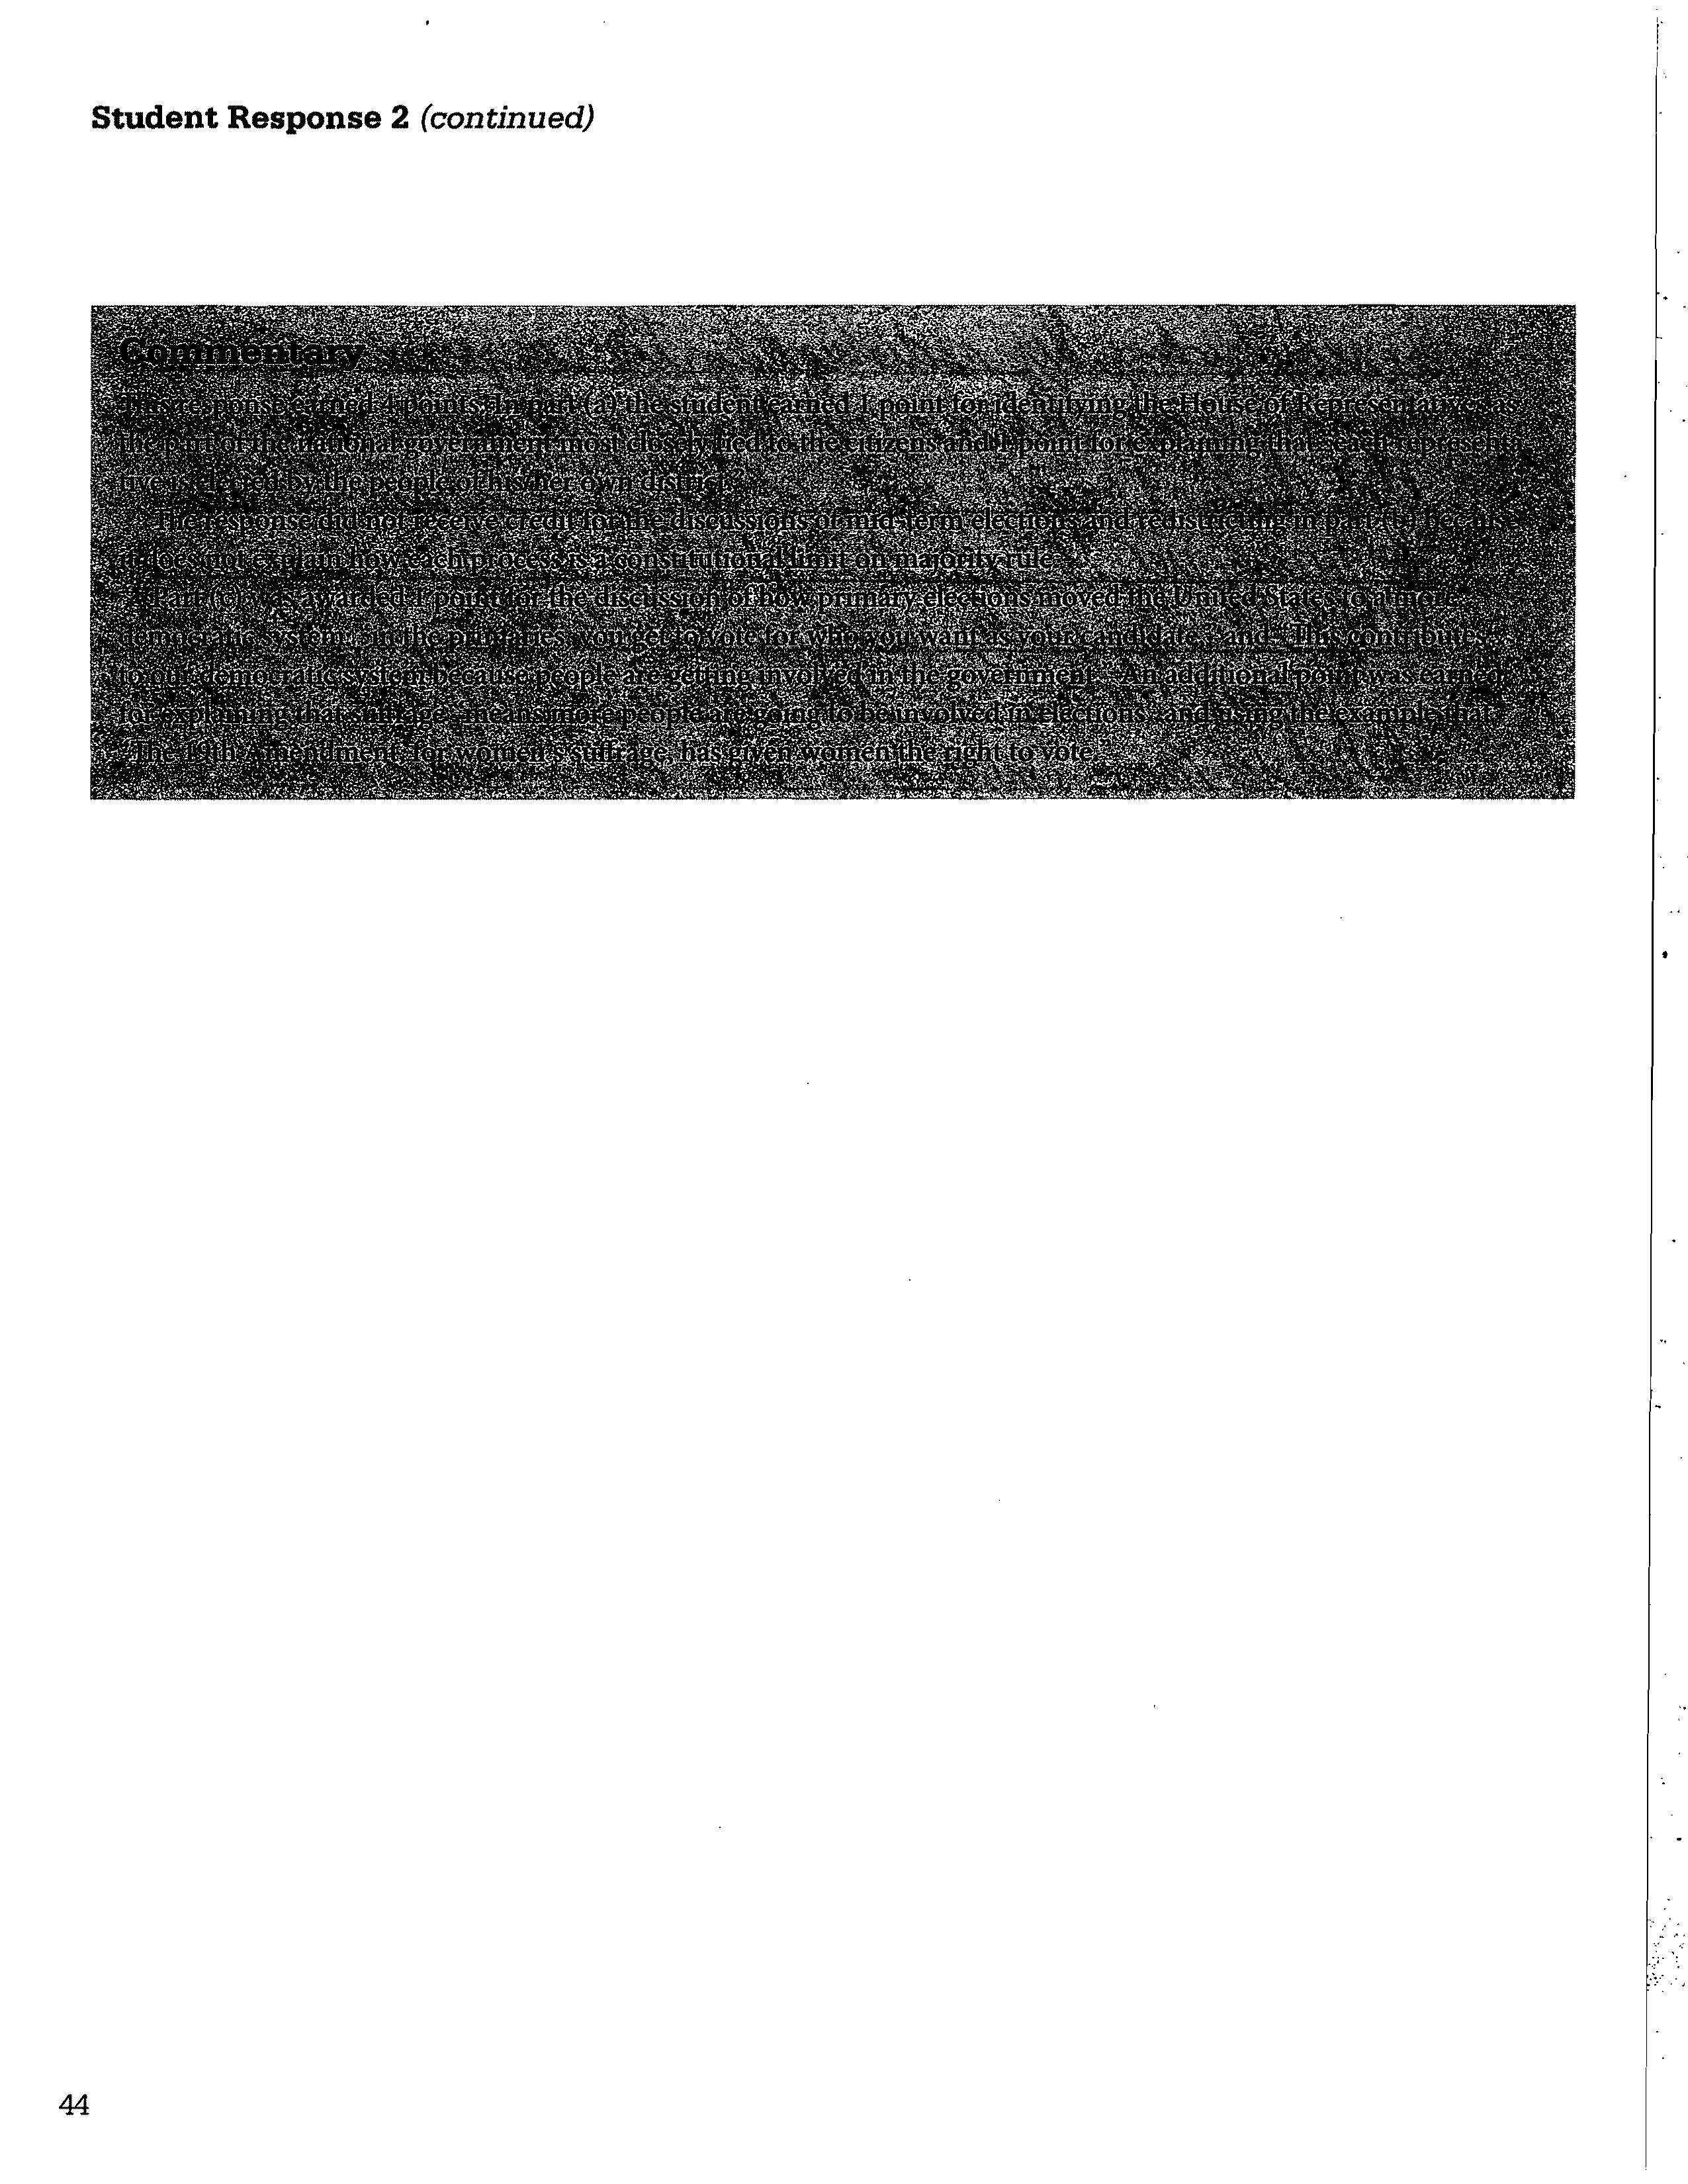 Student Response 2 (continued)
Commentary
This response earned 4 points. In part (a) the student earned 1 point for identifying the House of Representatives as
the part of the national government most closely tied to the citizens and 1 point for explaining that "each representa-
tive is elected by the people of his/her own district."
The response did not receive credit for the discussions of mid-term elections and redistricting in part (b) because
it does not explain how each process is a constitutional limit on majority rule.
Part (c) was awarded 1 point for the discussion of how primary elections moved the United States to a more
democratic system: "in the primaries you get to vote for who you want as your candidate," and "This contributes
to our democratic system because people are getting involved in the government." An additional point was earned
for explaining that suffrage "means more people are going to be involved in elections" and using the example that
"The 19th Amendment, for women's suffrage, has given women the right to vote."
44